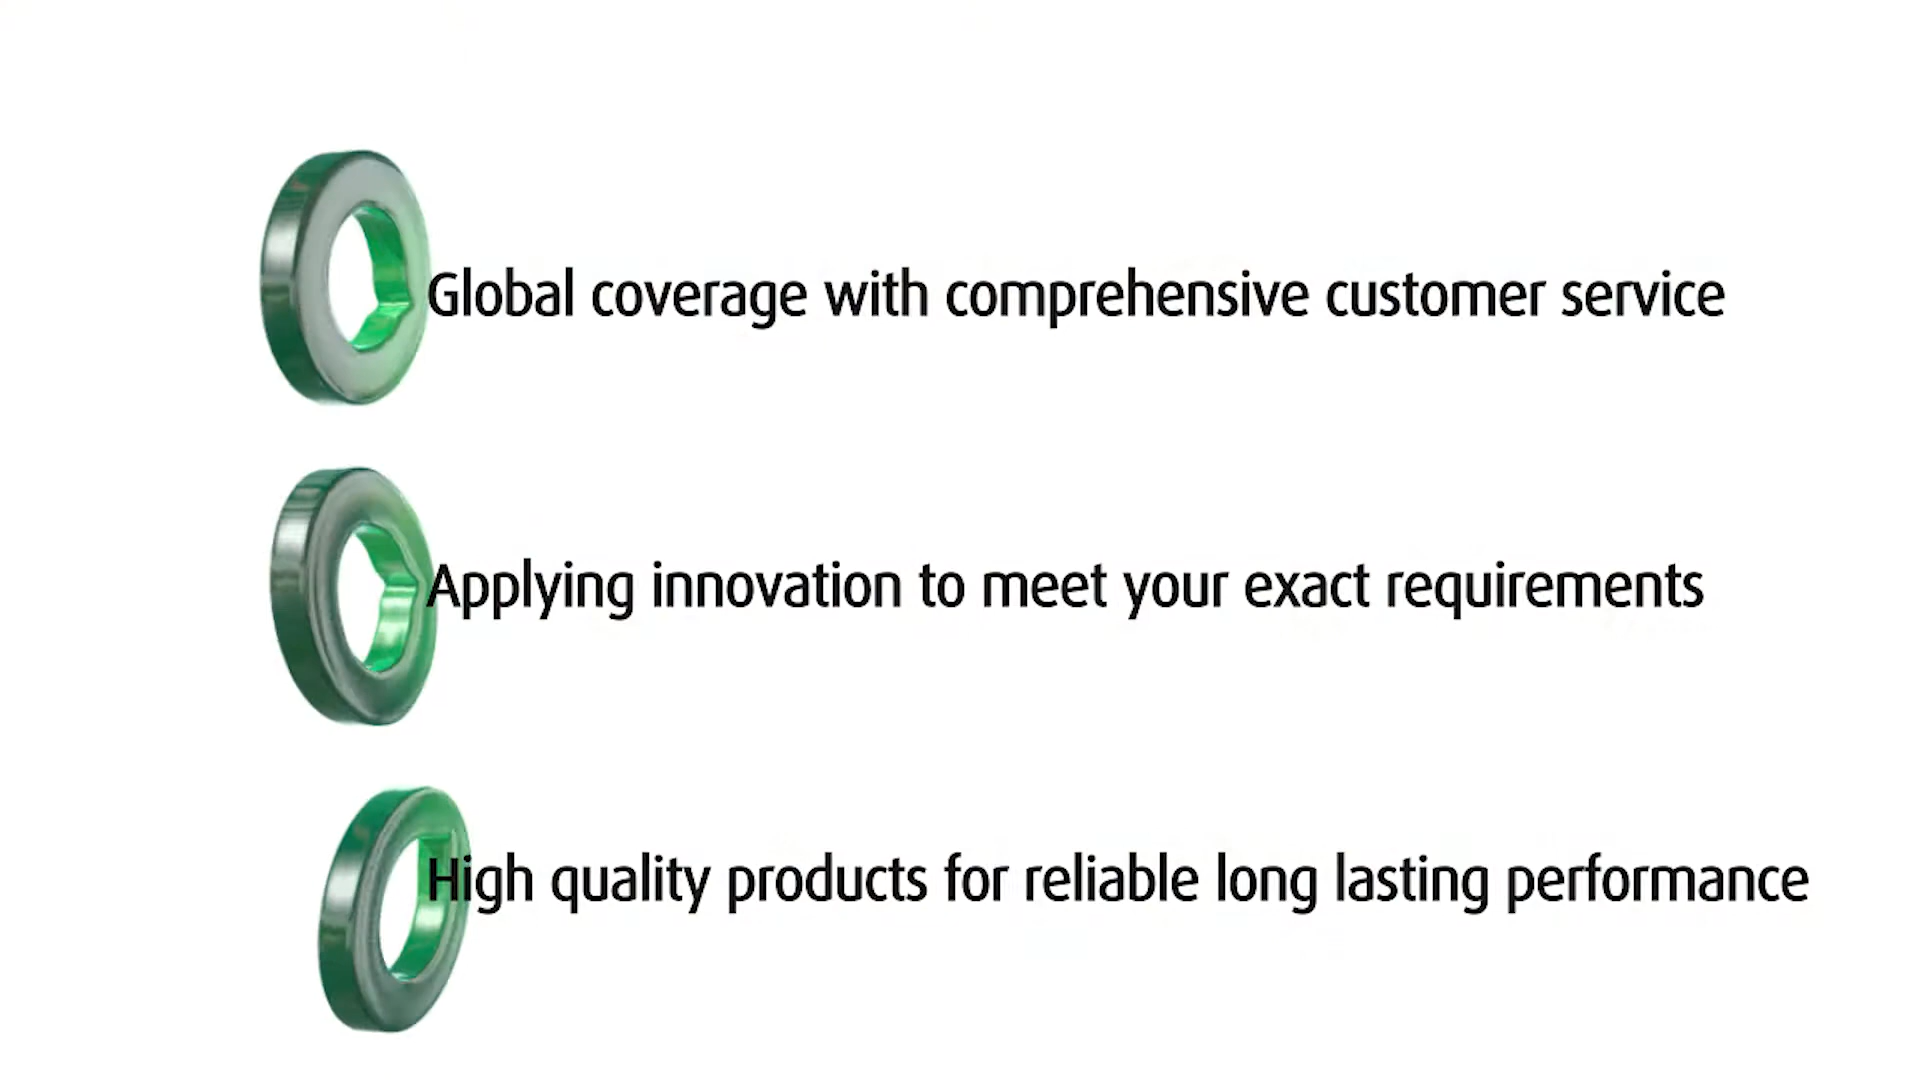 Global coverage with comprehensive customer service
Applying innovation to meet your exact requirements
High quality products for reliable long lasting performance